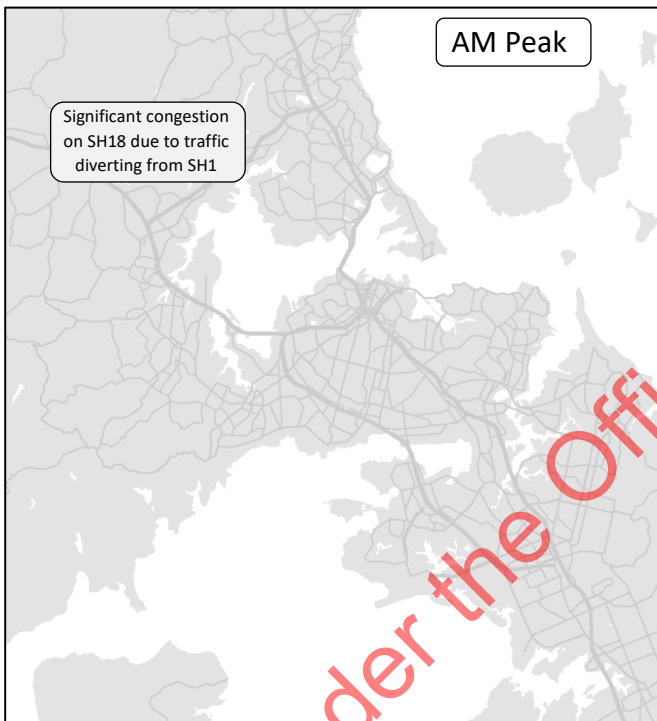 AM Peak
Significant congestion
on SH18 due to traffic
diverting from SH1
der the Offi